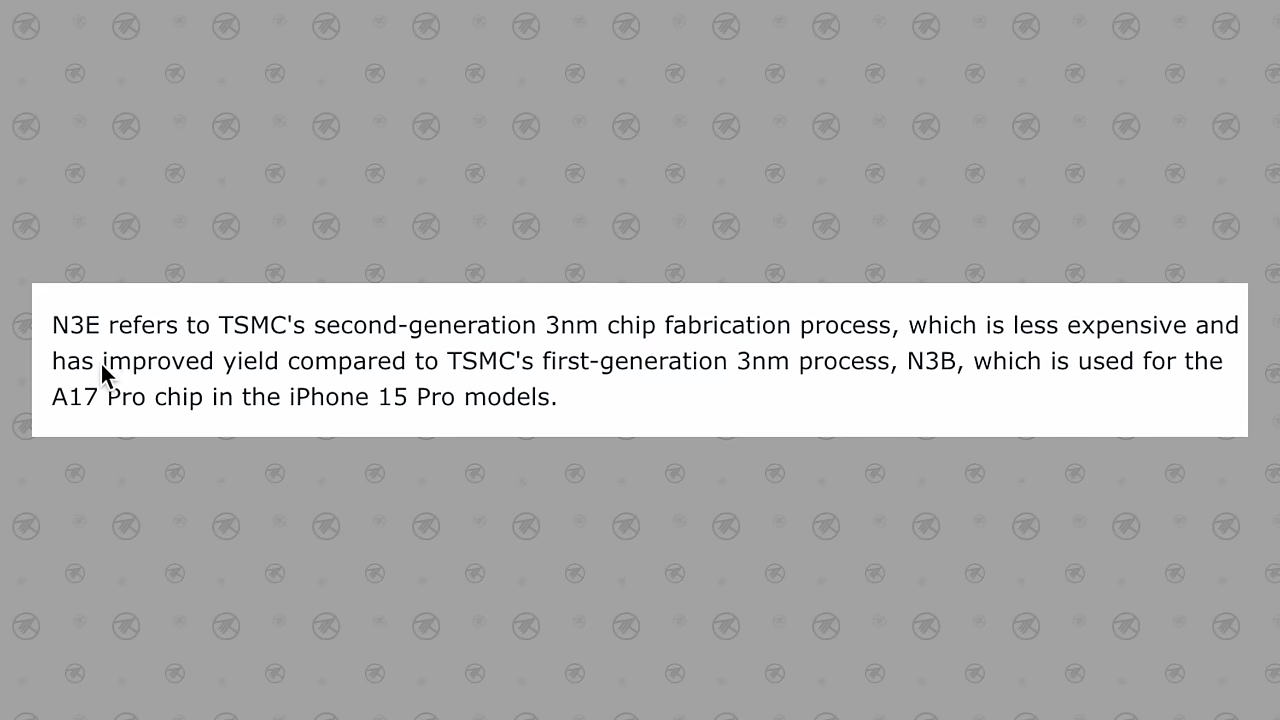 N3E refers to TSMC's second-generation 3nm chip fabrication process, which is less expensive and
has improved yield compared to TSMC's first-generation 3nm process, N3B, which is used for the
A17 Pro chip in the iPhone 15 Pro models.